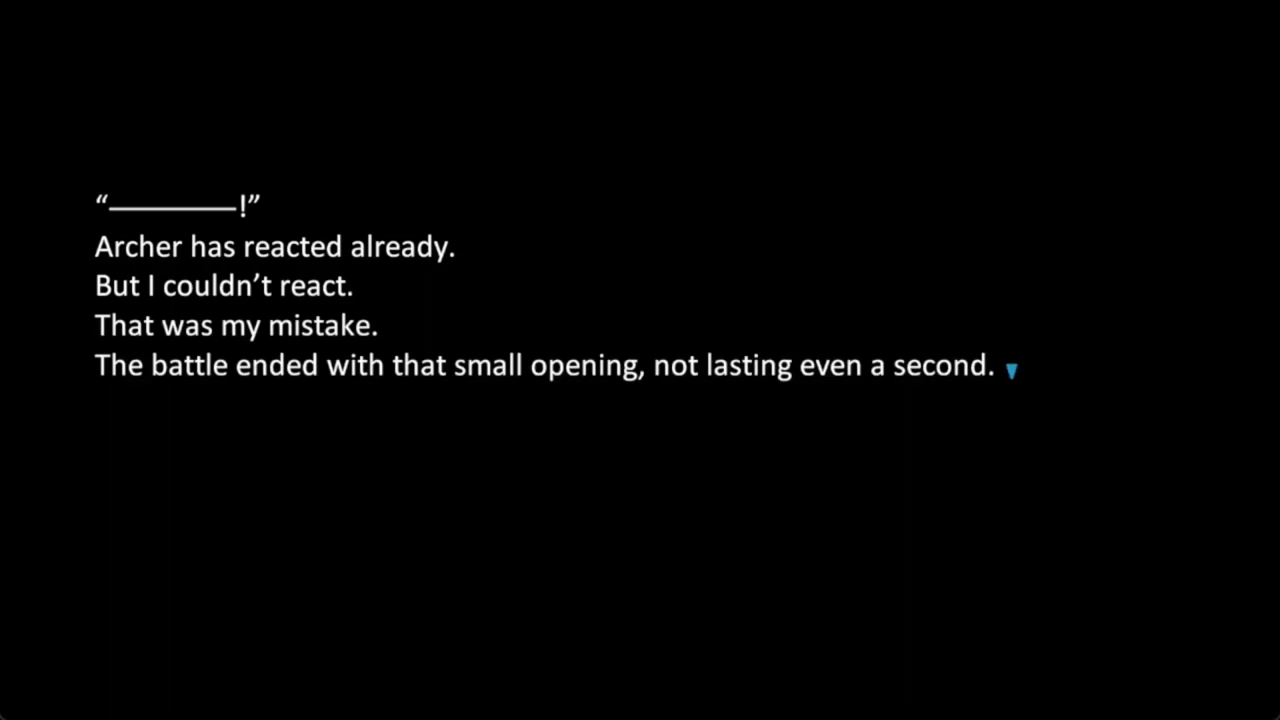 “————!”
Archer has reacted already.
But I couldn’t react.
That was my mistake.
The battle ended with that small opening, not lasting even a second.